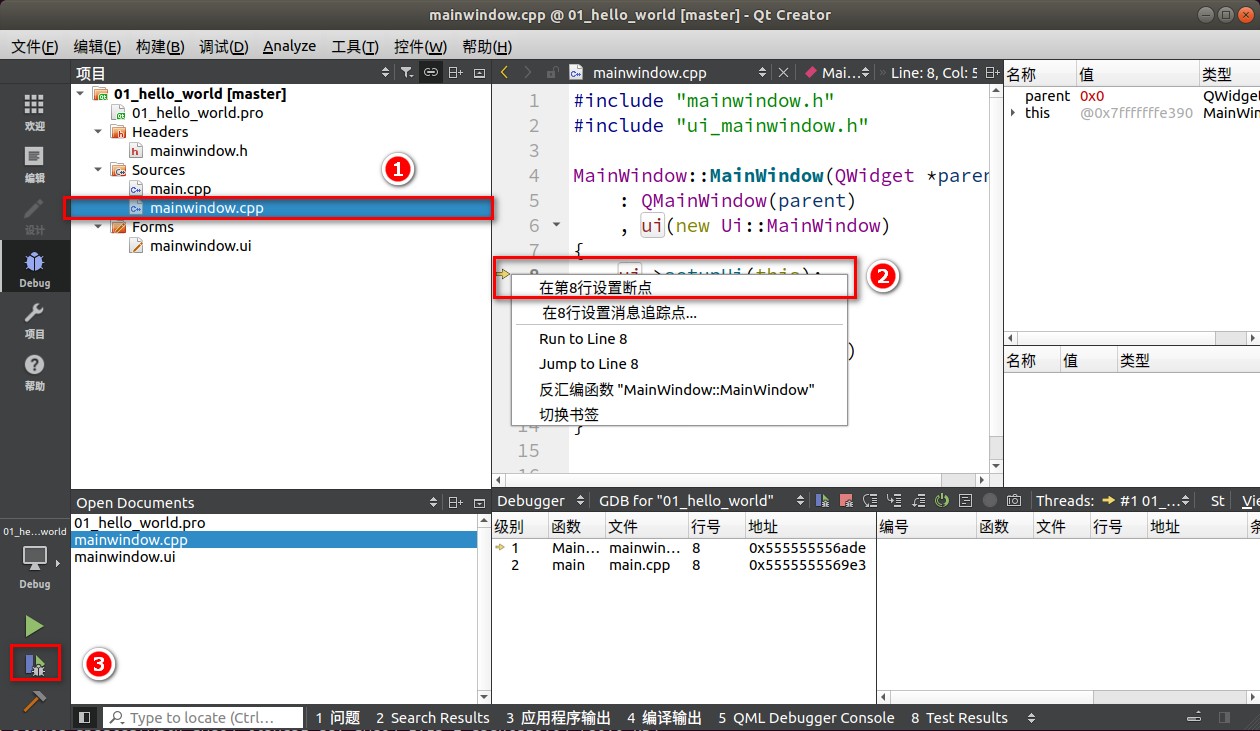 mainwindow.cpp @ 01_hello_world [master] - Qt Creator
文件(F) 编辑(E) 构建(B) 调试(D) Analyze 工具(T) 控件(W) 帮助(H)
欢迎
编辑
设计
Debug
项目
帮助
01_he...world
Debug
项目
01_hello_world [master]
01_hello_world.pro
Headers
mainwindow.h
Sources
main.cpp
mainwindow.cpp
Forms
mainwindow.ui
1
2
3
Open Documents
01_hello_world.pro
mainwindow.cpp
mainwindow.ui
mainwindow.cpp Mai... Line: 8, Col: 5
1 #include "mainwindow.h"
2 #include "ui_mainwindow.h"
3
4 MainWindow::MainWindow(QWidget *paren
5 : QMainWindow(parent)
6 , ui(new Ui::MainWindow)
7 {
8 ui->setupUi(this);
在第8行设置断点
在8行设置消息追踪点...
Run to Line 8
Jump to Line 8 )
反汇编函数 "MainWindow::MainWindow"
切换书签
14 }
15
16
名称 值 类型
parent 0x0 QWidget
this @0x7fffffffe390 MainWin
名称 值 类型
Debugger GDB for "01_hello_world" Threads: #1 01_... St Vie
级别 函数 文件 行号 地址
1 Main... mainwin... 8 0x555555556ade
2 main main.cpp 8 0x5555555569e3
编号 函数 文件 行号 地址 条
Type to locate (Ctrl... 1 问题 2 Search Results 3 应用程序输出 4 编译输出 5 QML Debugger Console 8 Test Results